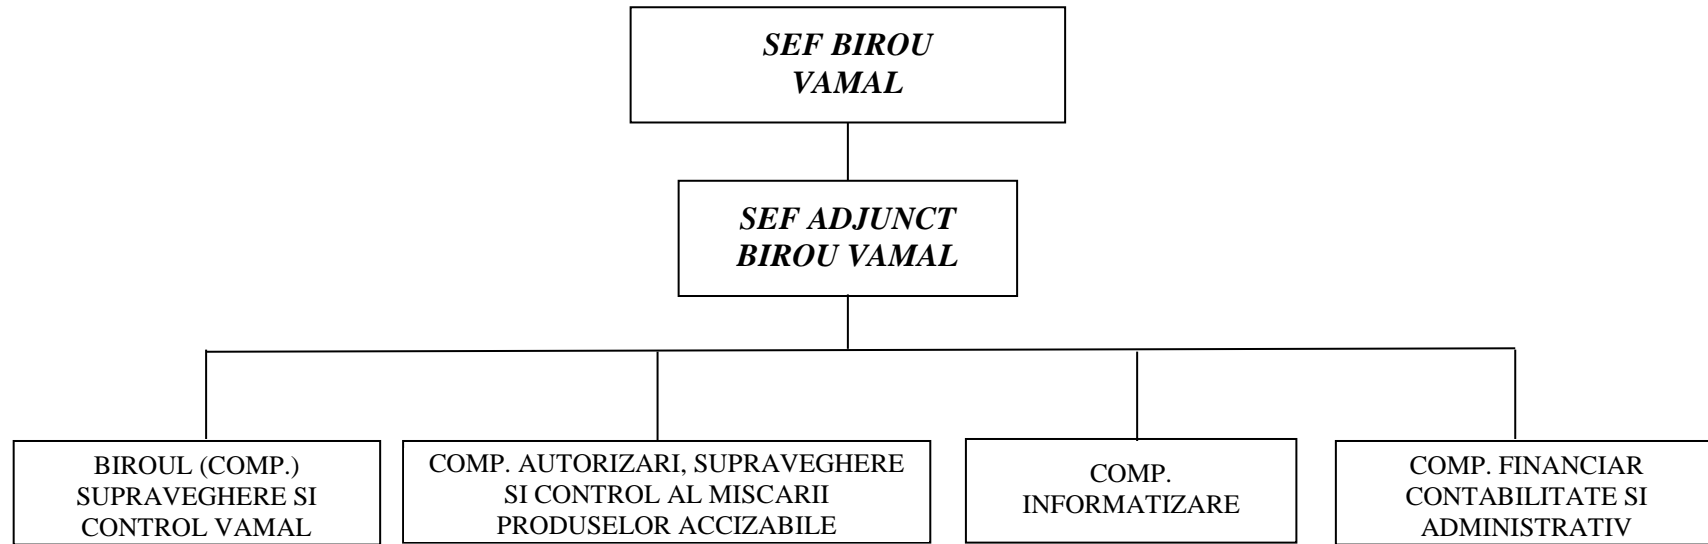 SEF BIROU
VAMAL
SEF ADJUNCT
BIROU VAMAL
BIROUL (COMP.)
SUPRAVEGHERE SI
CONTROL VAMAL
COMP. AUTORIZARI, SUPRAVEGHERE
SI CONTROL AL MISCARII
PRODUSELOR ACCIZABILE
COMP.
INFORMATIZARE
COMP. FINANCIAR
CONTABILITATE SI
ADMINISTRATIV